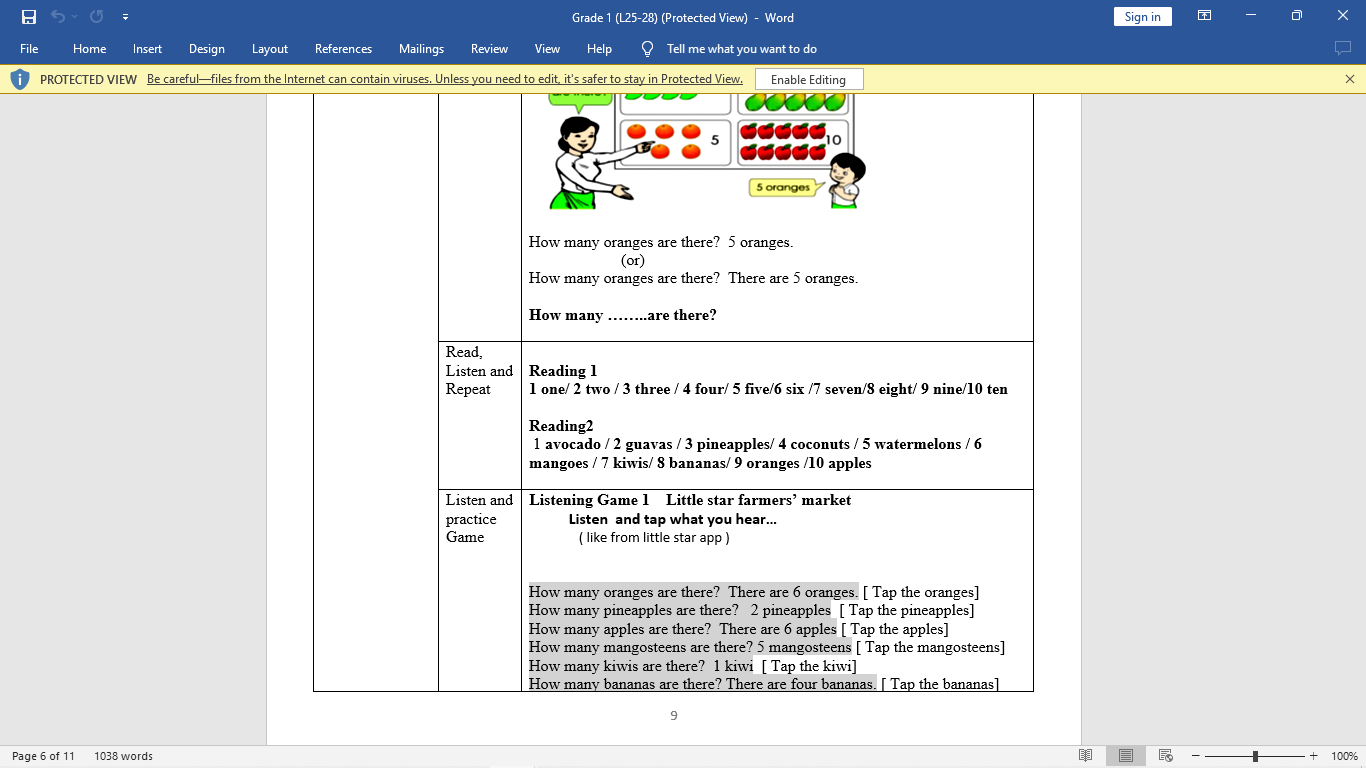 Grade 1 (L25-28) (Protected View) - Word
Sign in
File Home Insert Design Layout References Mailings Review View Help Tell me what you want to do
PROTECTED VIEW Be careful—files from the Internet can contain viruses. Unless you need to edit, it's safer to stay in Protected View. Enable Editing
5
10
5 oranges
How many oranges are there? 5 oranges.
(or)
How many oranges are there? There are 5 oranges.
How many ……..are there?
Read,
Listen and
Repeat
Reading 1
1 one/ 2 two / 3 three / 4 four/ 5 five/6 six /7 seven/8 eight/ 9 nine/10 ten
Reading2
1 avocado / 2 guavas / 3 pineapples/ 4 coconuts / 5 watermelons / 6
mangoes / 7 kiwis/ 8 bananas/ 9 oranges /10 apples
Listen and
practice
Game
Listening Game 1 Little star farmers’ market
Listen and tap what you hear...
( like from little star app )
How many oranges are there? There are 6 oranges. [ Tap the oranges]
How many pineapples are there? 2 pineapples [ Tap the pineapples]
How many apples are there? There are 6 apples [ Tap the apples]
How many mangosteens are there? 5 mangosteens [ Tap the mangosteens]
How many kiwis are there? 1 kiwi [ Tap the kiwi]
How many bananas are there? There are four bananas. [ Tap the bananas]
9
Page 6 of 11 1038 words
100%